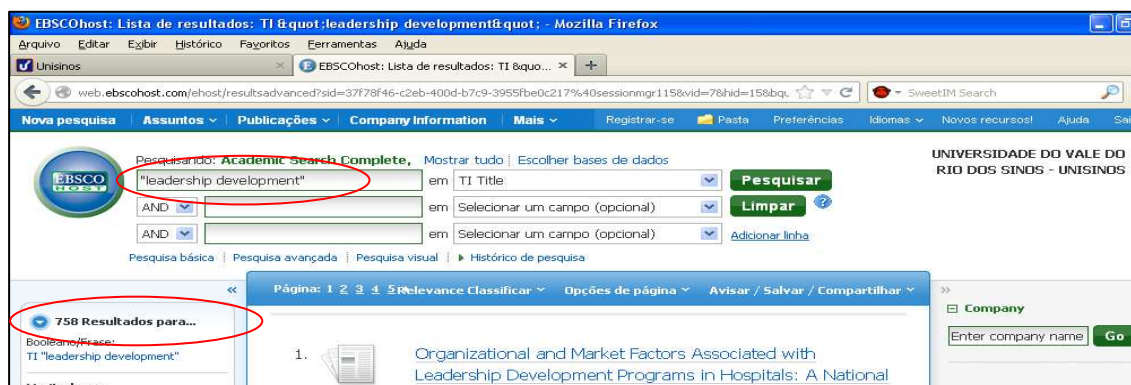 EBSCOhost: Lista de resultados: TI &quot;leadership development&quot; - Mozilla Firefox
Arquivo Editar Exibir Histórico Favoritos Ferramentas Ajuda
Unisinos × EBSCOhost: Lista de resultados: TI &quo... × +
web.ebscohost.com/ehost/resultsadvanced?sid=37f78f46-c2eb-400d-b7c9-3955fbe0c217%40sessionmgr115&vid=7&hid=15&bqu SweetIM Search
Nova pesquisa Assuntos Publicações Company Information Mais Registrar-se Pasta Preferências Idiomas Novos recursos! Ajuda Sai
EBSCO HOST
Pesquisando: Academic Search Complete, Mostrar tudo | Escolher bases de dados
UNIVERSIDADE DO VALE DO
RIO DOS SINOS - UNISINOS
"leadership development" em TI Title Pesquisar
AND em Selecionar um campo (opcional) Limpar ?
AND em Selecionar um campo (opcional) Adicionar linha
Pesquisa básica | Pesquisa avançada | Pesquisa visual | Histórico de pesquisa
« Página: 1 2 3 4 5 Relevance Classificar Opções de página Avisar / Salvar / Compartilhar »
758 Resultados para...
Booleano/Frase:
TI "leadership development"
1. Organizational and Market Factors Associated with
Leadership Development Programs in Hospitals: A National
Company
Enter company name Go